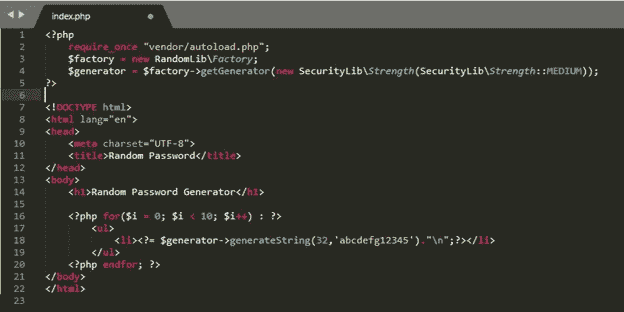 index.php
1 <?php
2     require_once "vendor/autoload.php";
3     $factory = new RandomLib\Factory;
4     $generator = $factory->getGenerator(new SecurityLib\Strength(SecurityLib\Strength::MEDIUM));
5 ?>
6
7 <!DOCTYPE html>
8 <html lang="en">
9 <head>
10     <meta charset="UTF-8">
11     <title>Random Password</title>
12 </head>
13 <body>
14     <h1>Random Password Generator</h1>
15
16     <?php for($i = 0; $i < 10; $i++) : ?>
17         <ul>
18             <li><?= $generator->generateString(32,'abcdefg12345')."\n";?></li>
19         </ul>
20     <?php endfor; ?>
21 </body>
22 </html>
23